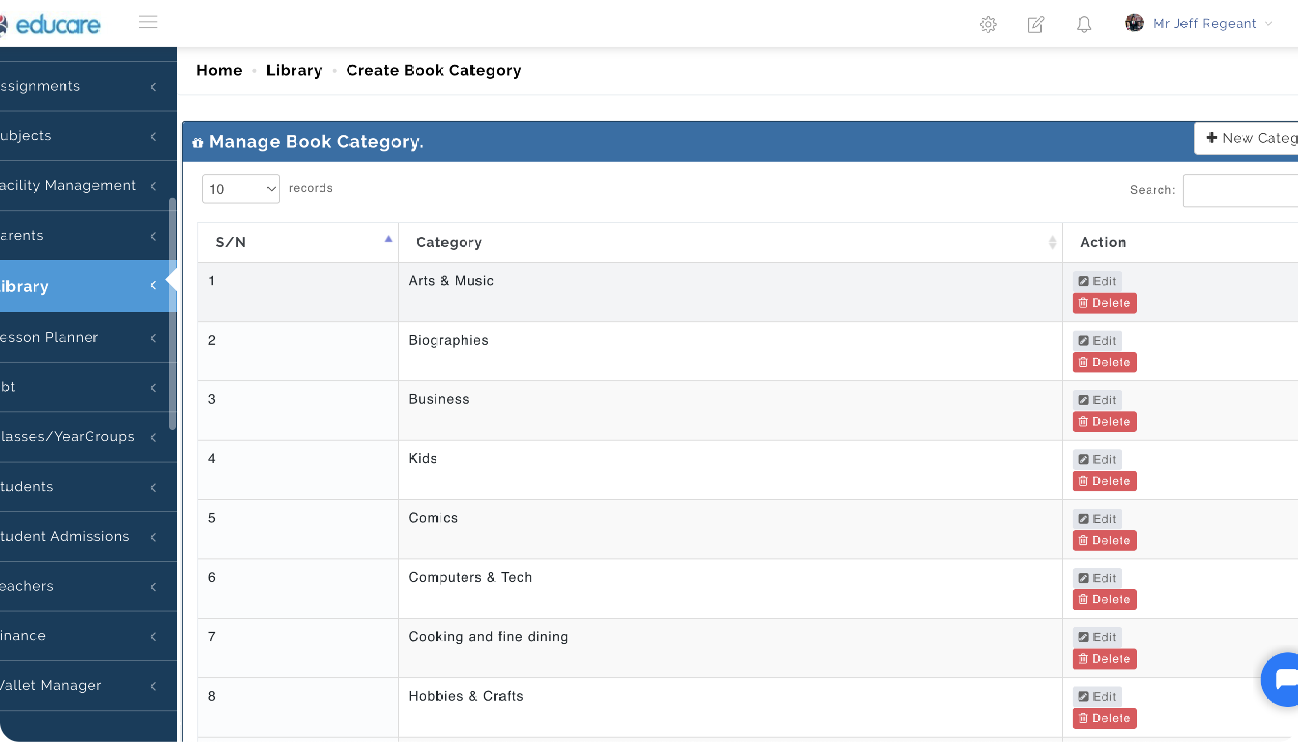 educare
Mr Jeff Regeant
Home • Library • Create Book Category
ssignments
ubjects
acility Management
arents
ibrary
esson Planner
bt
lasses/YearGroups
tudents
tudent Admissions
eachers
inance
Wallet Manager
Manage Book Category.
New Categ
10 records
Search:
S/N Category Action
1 Arts & Music Edit
Delete
2 Biographies Edit
Delete
3 Business Edit
Delete
4 Kids Edit
Delete
5 Comics Edit
Delete
6 Computers & Tech Edit
Delete
7 Cooking and fine dining Edit
Delete
8 Hobbies & Crafts Edit
Delete